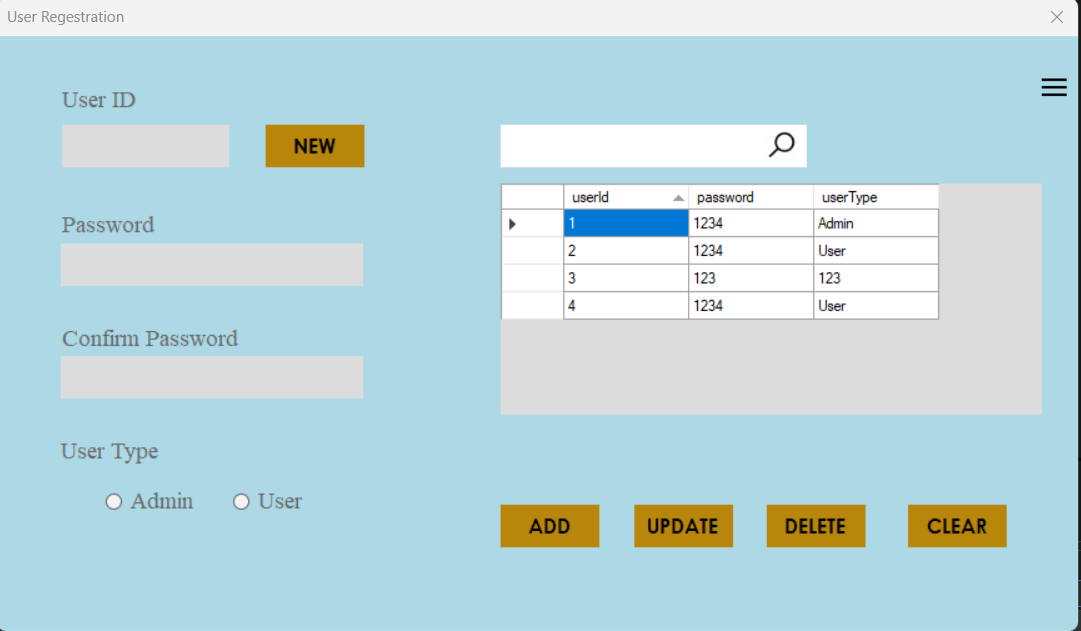 User Regestration
User ID
NEW
Password
Confirm Password
User Type
Admin User
userId password userType
1 1234 Admin
2 1234 User
3 123 123
4 1234 User
ADD UPDATE DELETE CLEAR